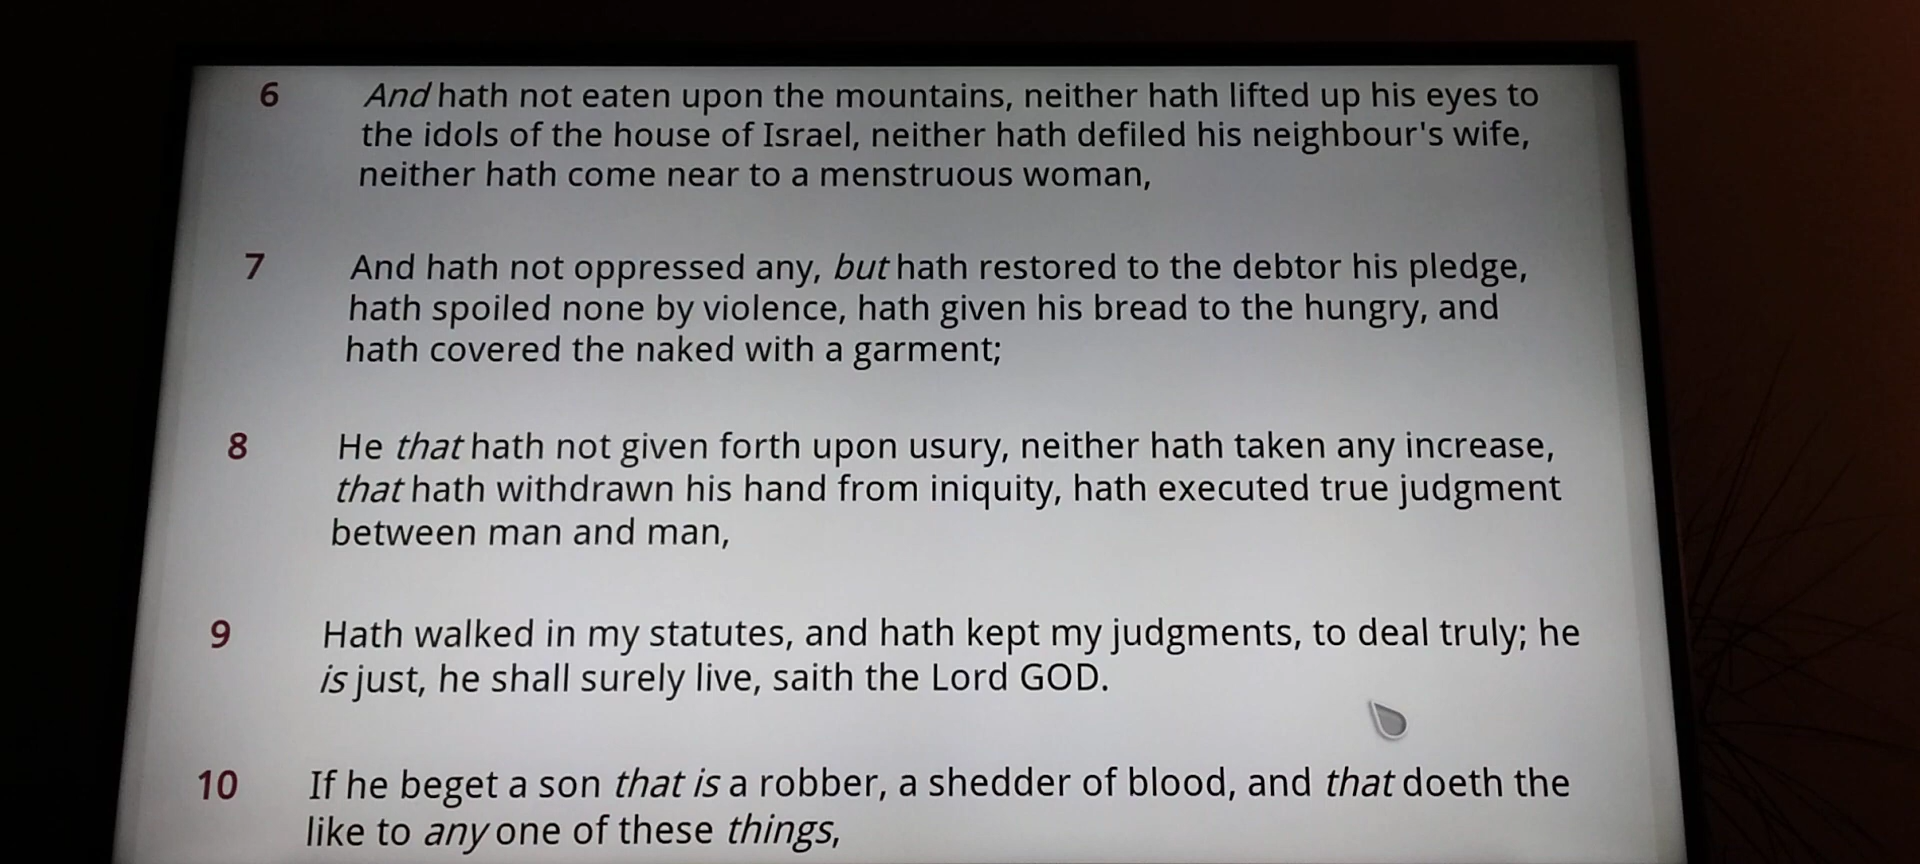 6 And hath not eaten upon the mountains, neither hath lifted up his eyes to
the idols of the house of Israel, neither hath defiled his neighbour's wife,
neither hath come near to a menstruous woman,
7 And hath not oppressed any, but hath restored to the debtor his pledge,
hath spoiled none by violence, hath given his bread to the hungry, and
hath covered the naked with a garment;
8 He that hath not given forth upon usury, neither hath taken any increase,
that hath withdrawn his hand from iniquity, hath executed true judgment
between man and man,
9 Hath walked in my statutes, and hath kept my judgments, to deal truly; he
is just, he shall surely live, saith the Lord GOD.
10 If he beget a son that is a robber, a shedder of blood, and that doeth the
like to any one of these things,